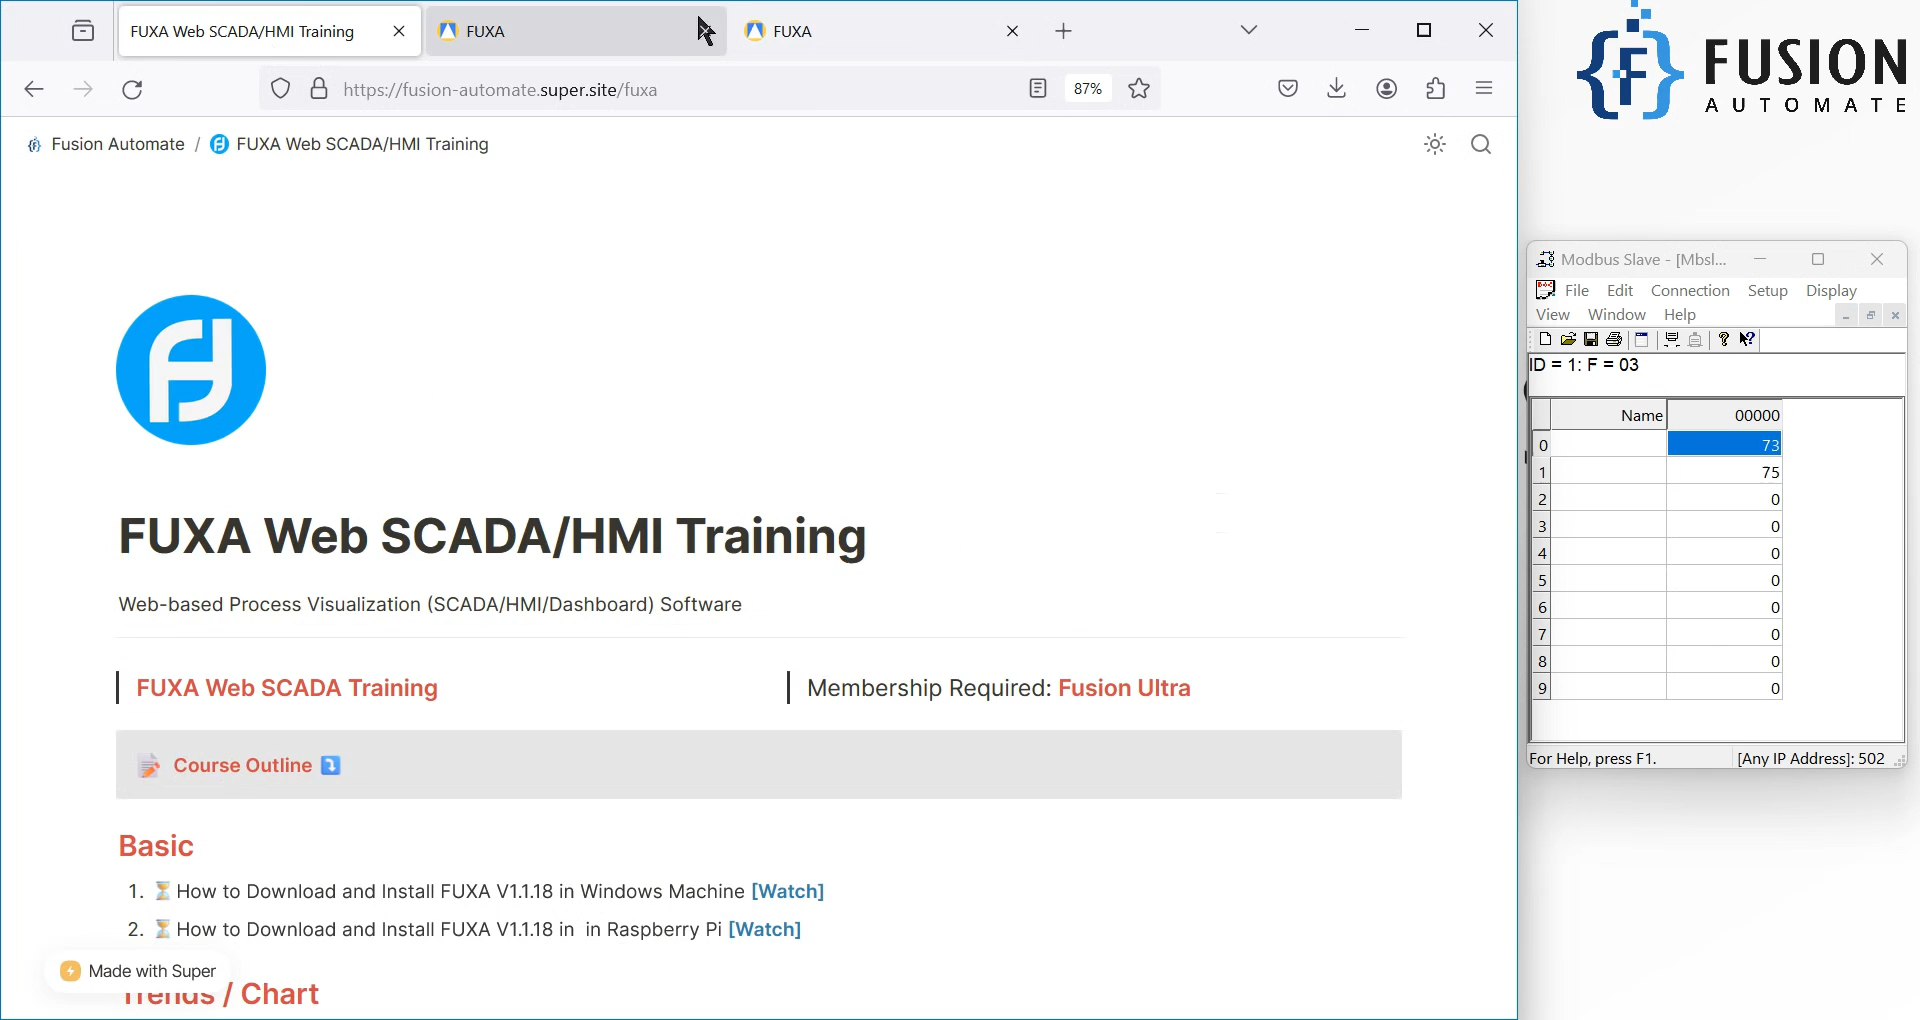 FUXA Web SCADA/HMI Training
FUXA
FUXA
https://fusion-automate.super.site/fuxa
87%
Fusion Automate / FUXA Web SCADA/HMI Training
FUXA Web SCADA/HMI Training
Web-based Process Visualization (SCADA/HMI/Dashboard) Software
FUXA Web SCADA Training
Membership Required: Fusion Ultra
Course Outline
Basic
1. How to Download and Install FUXA V1.1.18 in Windows Machine [Watch]
2. How to Download and Install FUXA V1.1.18 in in Raspberry Pi [Watch]
Made with Super
Trends / Chart
FUSION
AUTOMATE
Modbus Slave - [Mbsl...
File Edit Connection Setup Display
View Window Help
ID = 1: F = 03
Name 00000
0 73
1 75
2 0
3 0
4 0
5 0
6 0
7 0
8 0
9 0
For Help, press F1. [Any IP Address]: 502